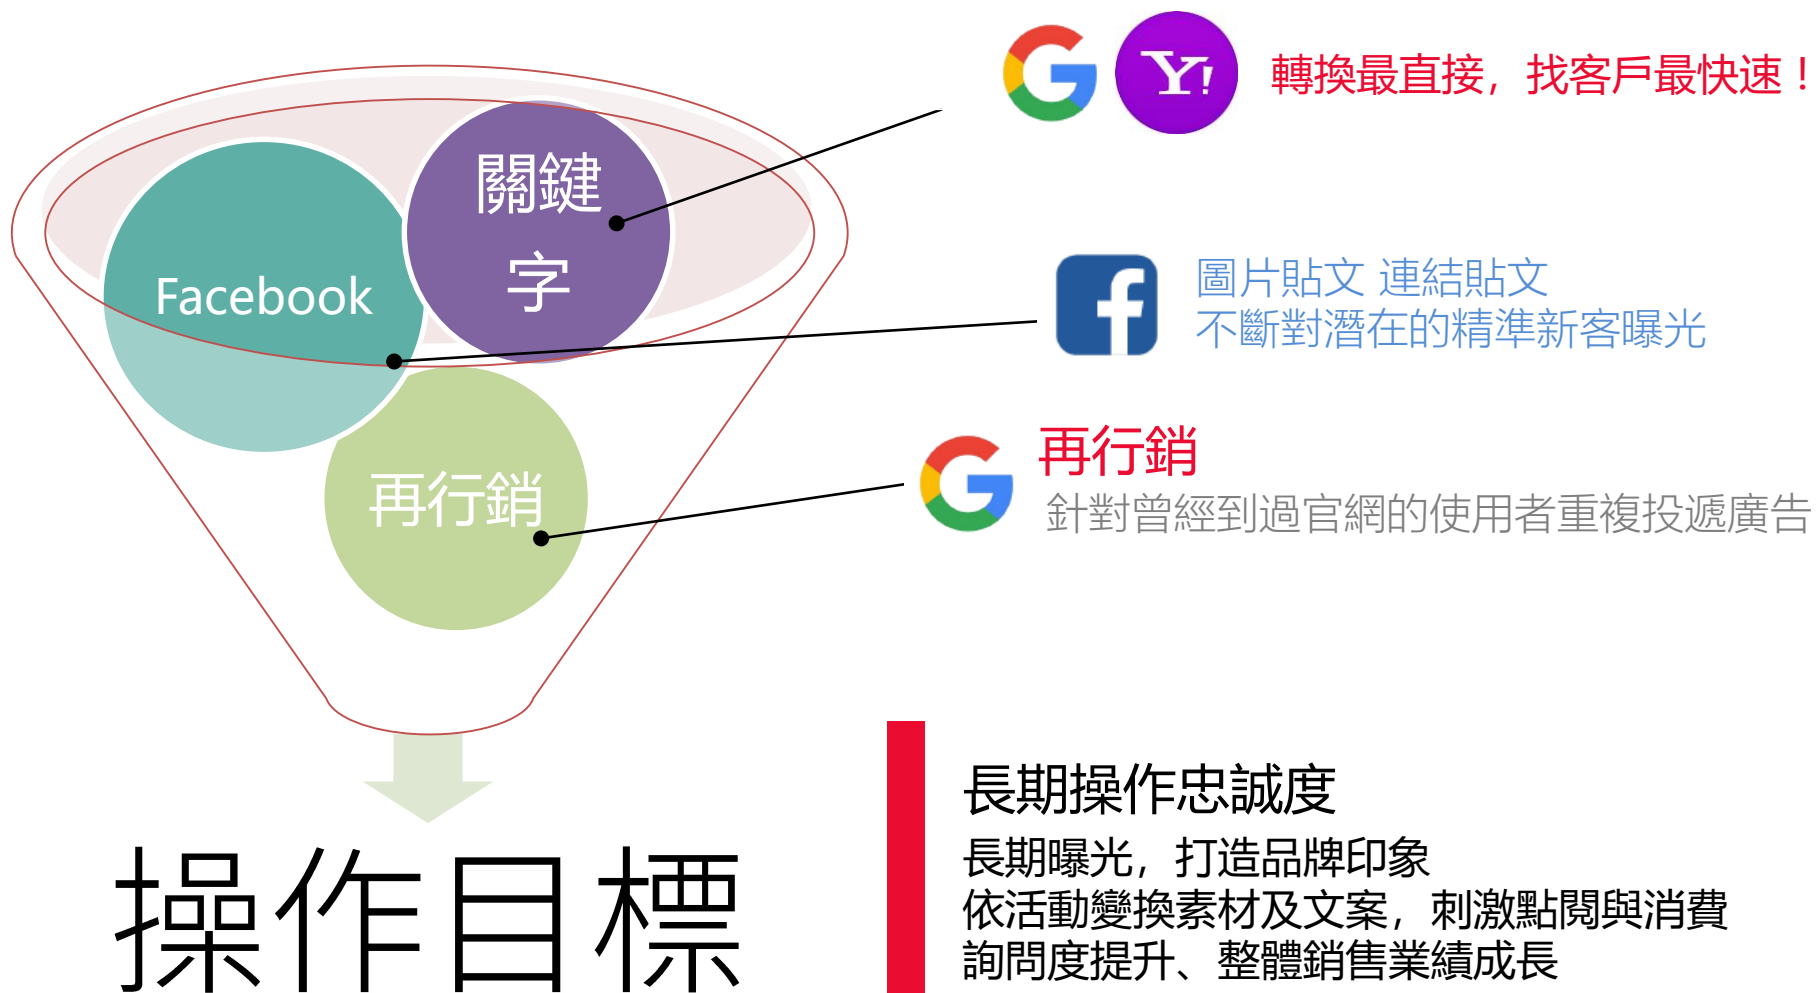 轉換最直接，找客戶最快速！
關鍵
字
Facebook
圖片貼文 連結貼文
不斷對潛在的精準新客曝光
再行銷
再行銷
針對曾經到過官網的使用者重複投遞廣告
操作目標
長期操作忠誠度
長期曝光，打造品牌印象
依活動變換素材及文案，刺激點閱與消費
詢問度提升、整體銷售業績成長